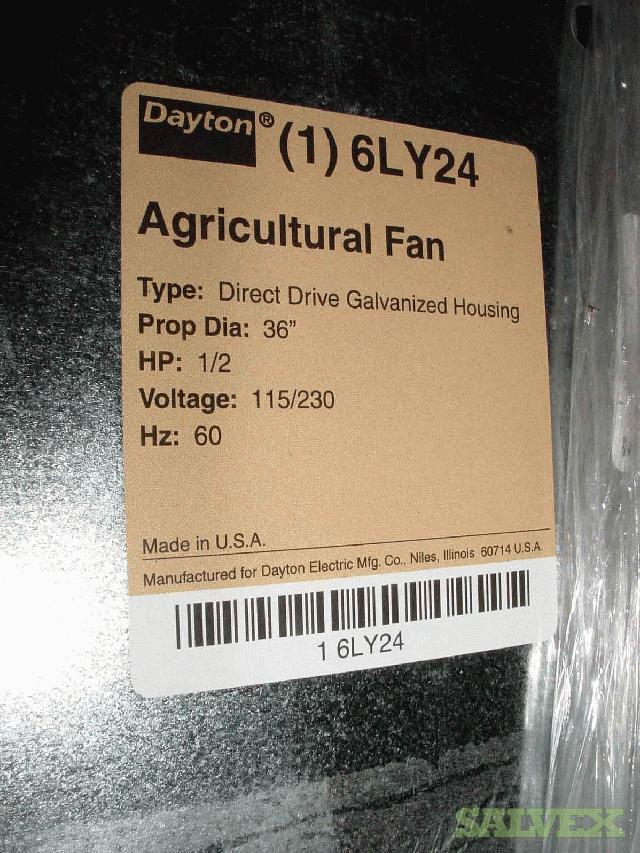 Dayton® (1) 6LY24
Agricultural Fan
Type: Direct Drive Galvanized Housing
Prop Dia: 36”
HP: 1/2
Voltage: 115/230
Hz: 60
Made in U.S.A.
Manufactured for Dayton Electric Mfg. Co., Niles, Illinois 60714 U.S.A.
1 6LY24
SALVEX